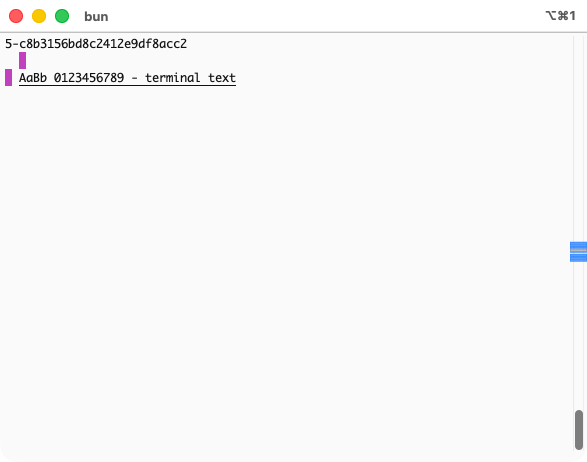 bun
⌥⌘1
5-c8b3156bd8c2412e9df8acc2
AaBb 0123456789 - terminal text